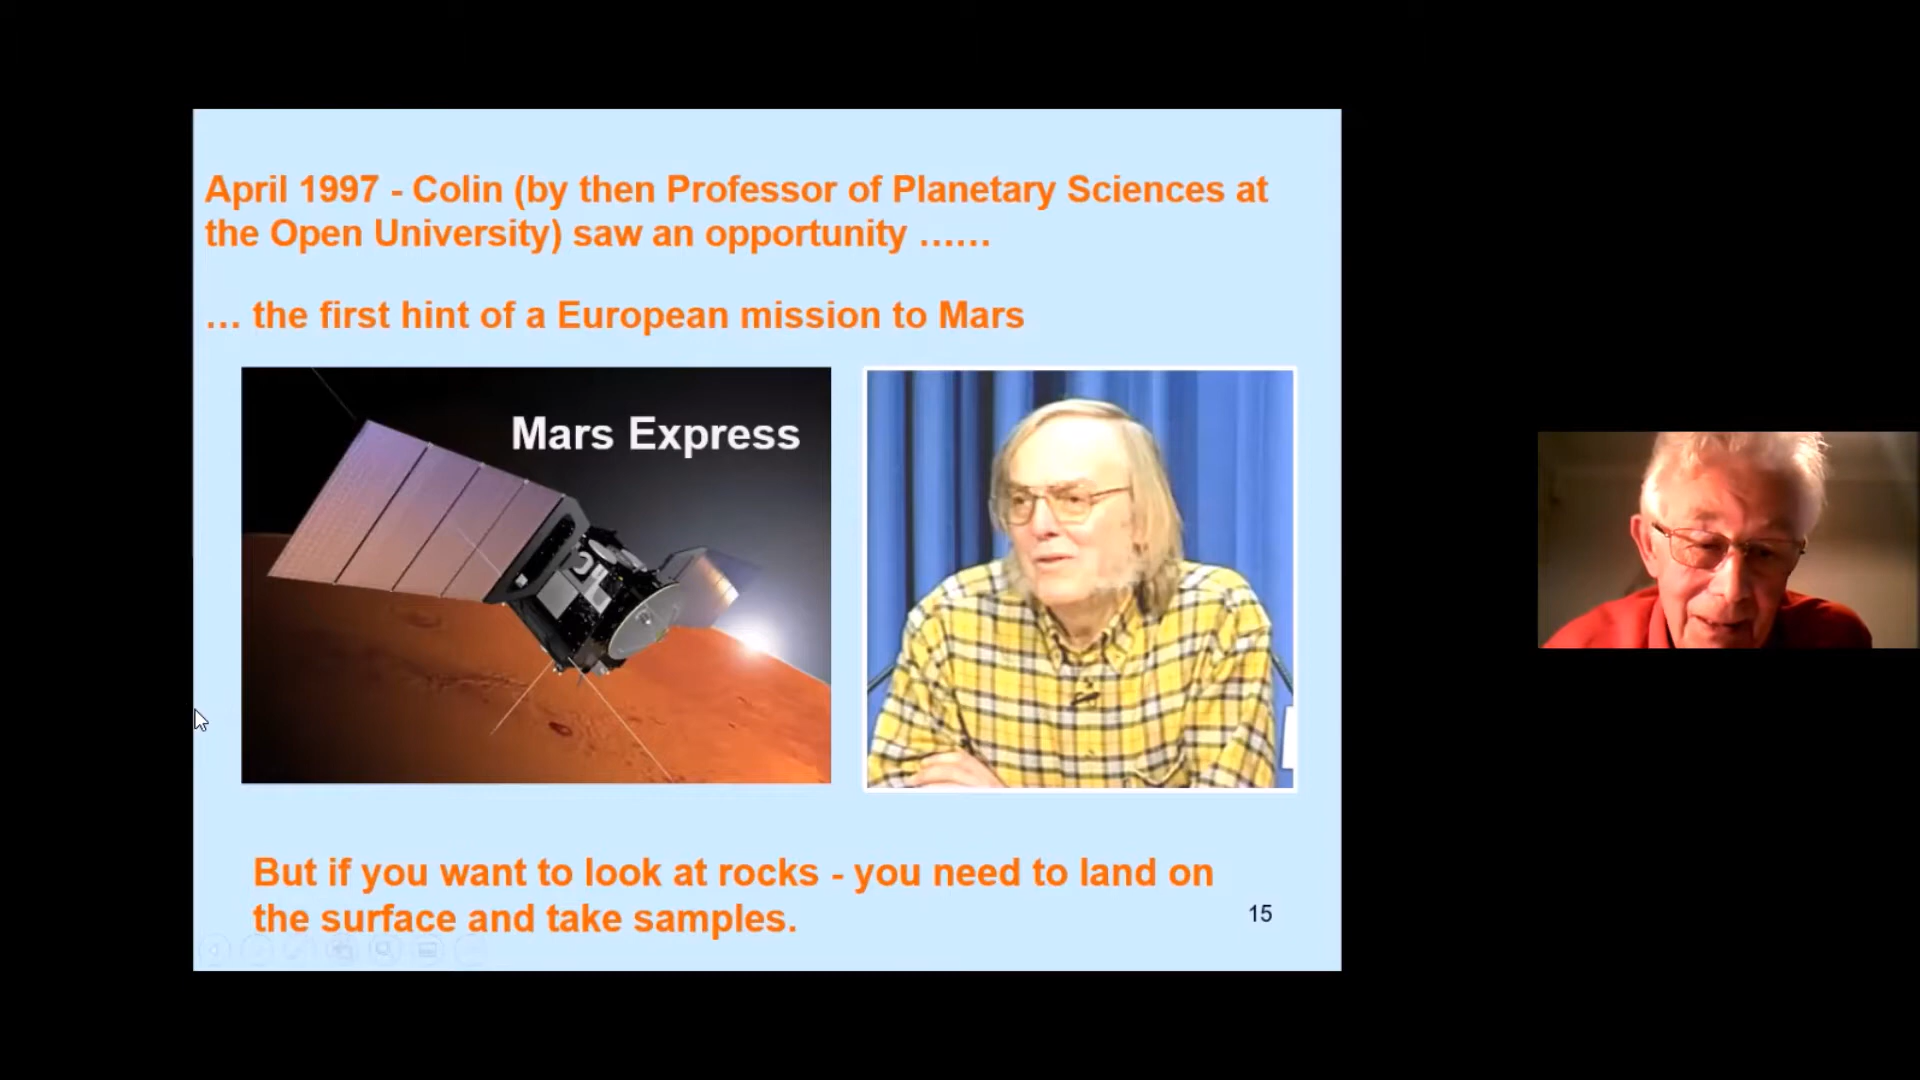 April 1997 - Colin (by then Professor of Planetary Sciences at
the Open University) saw an opportunity ……
… the first hint of a European mission to Mars
Mars Express
But if you want to look at rocks - you need to land on
the surface and take samples.
15